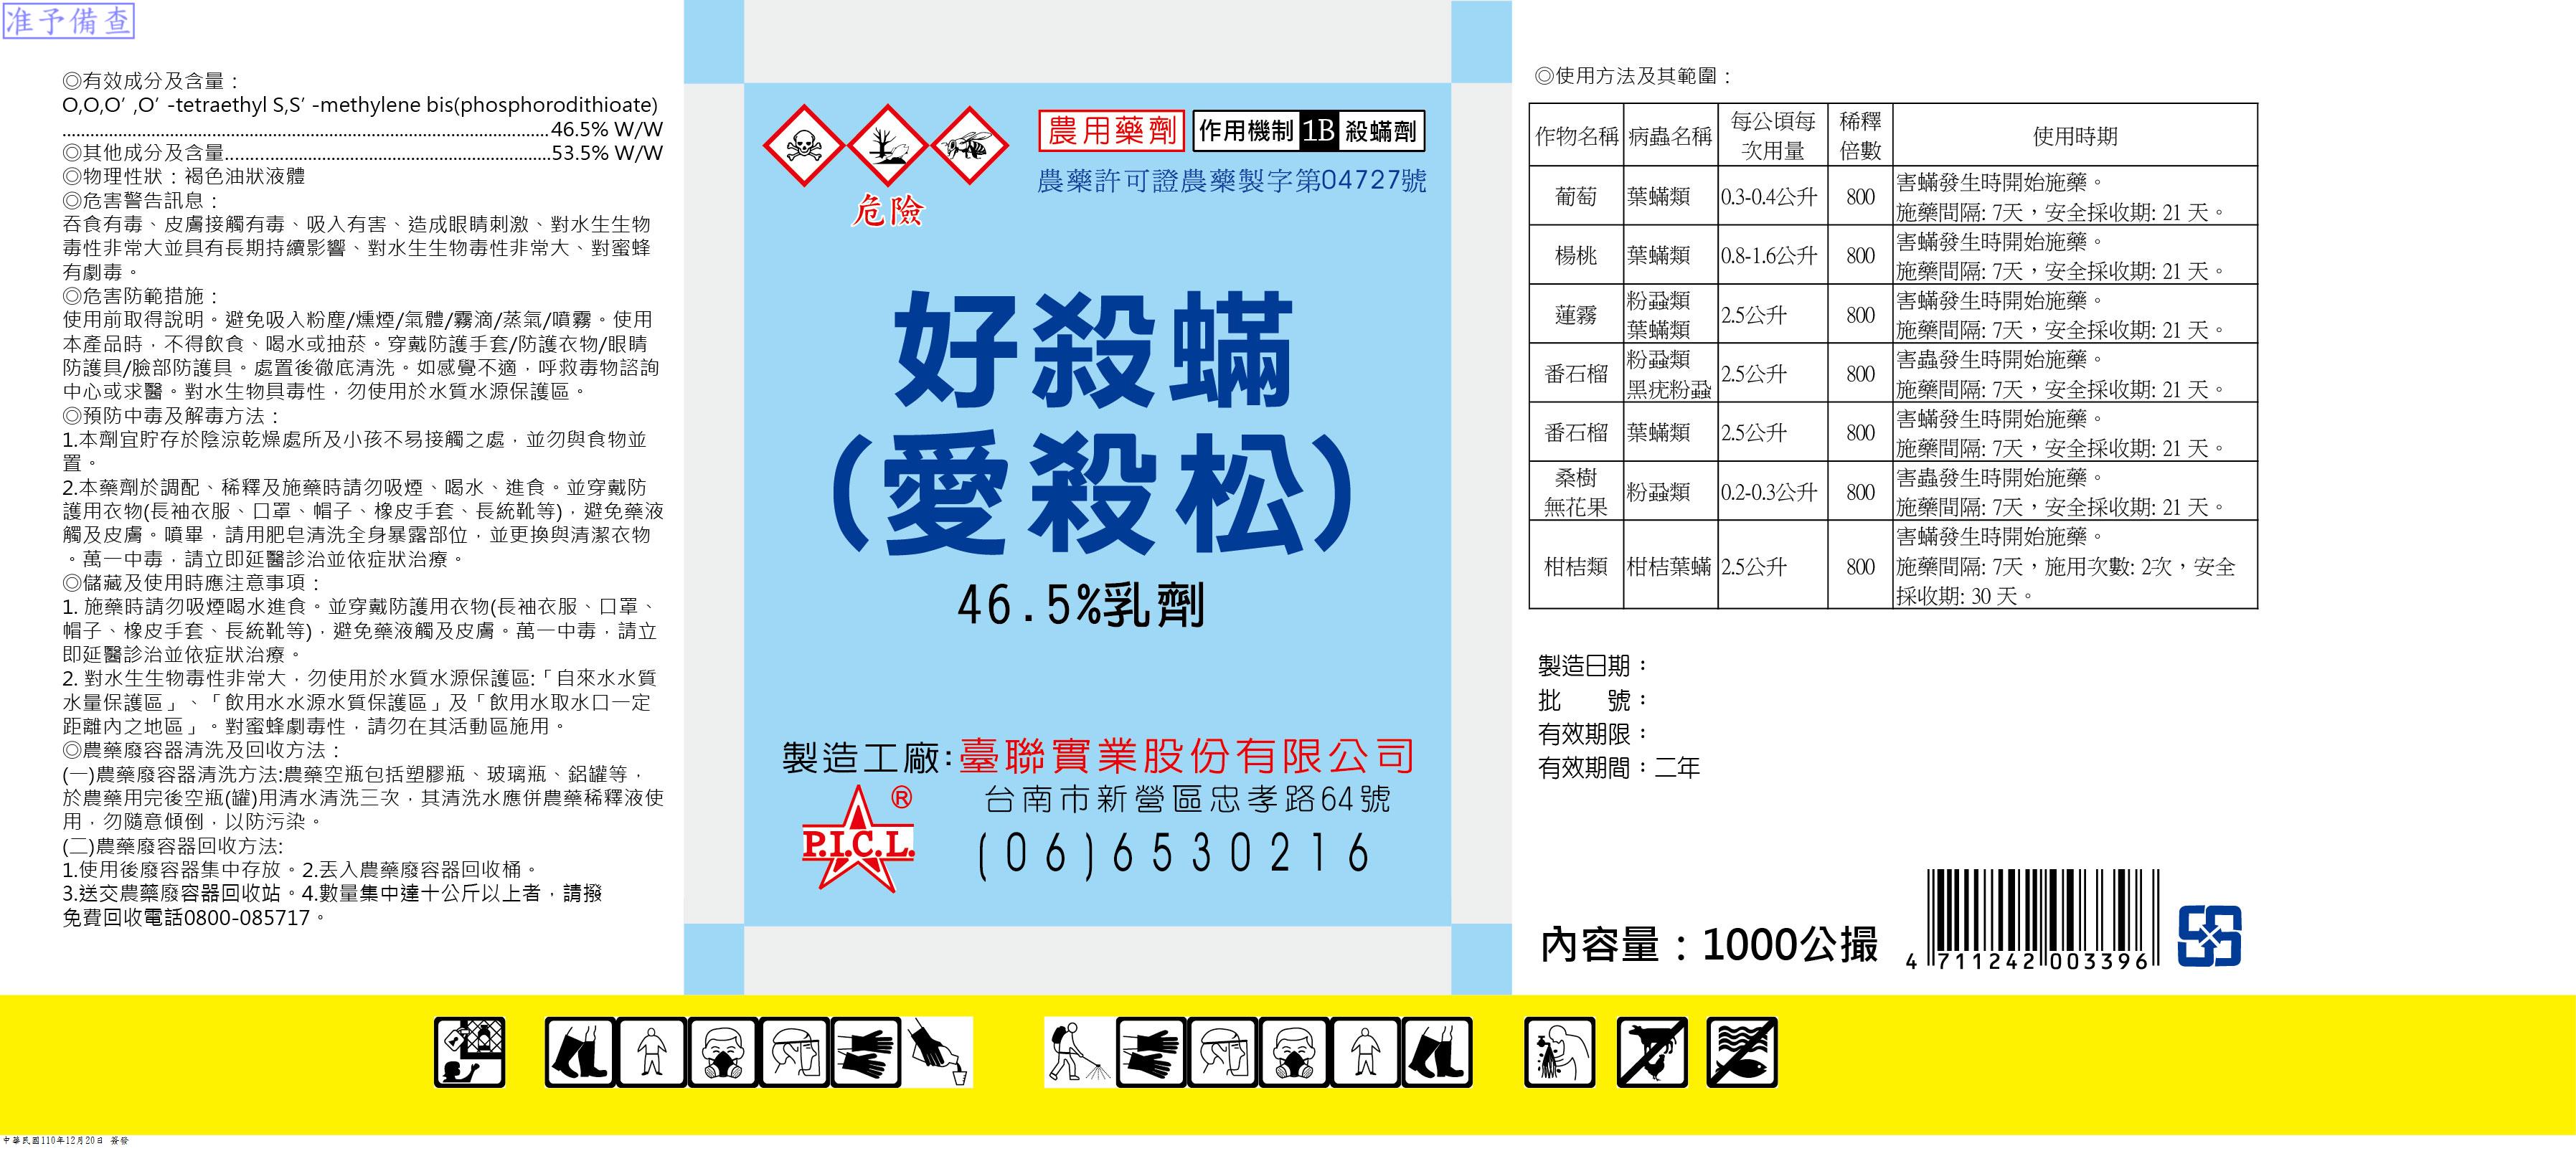 准予備查
◎有效成分及含量：
O,O,O′,O′-tetraethyl S,S′-methylene bis(phosphorodithioate)
..........46.5% W/W
◎其他成分及含量..........53.5% W/W
◎物理性狀：褐色油狀液體
◎危害警告訊息：
吞食有毒、皮膚接觸有毒、吸入有害、造成眼睛刺激、對水生生物
毒性非常大並具有長期持續影響、對水生生物毒性非常大、對蜜蜂
有劇毒。
◎危害防範措施：
使用前取得說明。避免吸入粉塵/燻煙/氣體/霧滴/蒸氣/噴霧。使用
本產品時，不得飲食、喝水或抽菸。穿戴防護手套/防護衣物/眼睛
防護具/臉部防護具。處置後徹底清洗。如感覺不適，呼救毒物諮詢
中心或求醫。對水生物具毒性，勿使用於水質水源保護區。
◎預防中毒及解毒方法：
1.本劑宜貯存於陰涼乾燥處所及小孩不易接觸之處，並勿與食物並
置。
2.本藥劑於調配、稀釋及施藥時請勿吸煙、喝水、進食。並穿戴防
護用衣物(長袖衣服、口罩、帽子、橡皮手套、長統靴等)，避免藥液
觸及皮膚。噴畢，請用肥皂清洗全身暴露部位，並更換與清潔衣物
。萬一中毒，請立即延醫診治並依症狀治療。
◎儲藏及使用時應注意事項：
1. 施藥時請勿吸煙喝水進食。並穿戴防護用衣物(長袖衣服、口罩、
帽子、橡皮手套、長統靴等)，避免藥液觸及皮膚。萬一中毒，請立
即延醫診治並依症狀治療。
2. 對水生生物毒性非常大，勿使用於水質水源保護區:「自來水水質
水量保護區」、「飲用水水源水質保護區」及「飲用水取水口一定
距離內之地區」。對蜜蜂劇毒性，請勿在其活動區施用。
◎農藥廢容器清洗及回收方法：
(一)農藥廢容器清洗方法:農藥空瓶包括塑膠瓶、玻璃瓶、鋁罐等，
於農藥用完後空瓶(罐)用清水清洗三次，其清洗水應併農藥稀釋液使
用，勿隨意傾倒，以防污染。
(二)農藥廢容器回收方法:
1.使用後廢容器集中存放。2.丟入農藥廢容器回收桶。
3.送交農藥廢容器回收站。4.數量集中達十公斤以上者，請撥
免費回收電話0800-085717。
危險
農用藥劑 作用機制 1B 殺蟎劑
農藥許可證農藥製字第04727號
好殺蟎
(愛殺松)
46.5%乳劑
製造工廠:臺聯實業股份有限公司
P.I.C.L. ®
台南市新營區忠孝路64號
(06)6530216
◎使用方法及其範圍：
作物名稱 病蟲名稱 每公頃每次用量 稀釋倍數 使用時期
葡萄 葉蟎類 0.3-0.4公升 800 害蟎發生時開始施藥。
施藥間隔: 7天，安全採收期: 21 天。
楊桃 葉蟎類 0.8-1.6公升 800 害蟎發生時開始施藥。
施藥間隔: 7天，安全採收期: 21 天。
蓮霧 粉蝨類 葉蟎類 2.5公升 800 害蟎發生時開始施藥。
施藥間隔: 7天，安全採收期: 21天。
番石榴 粉蝨類 黑疣粉蝨 2.5公升 800 害蟲發生時開始施藥。
施藥間隔: 7天，安全採收期: 21 天。
番石榴 葉蟎類 2.5公升 800 害蟎發生時開始施藥。
施藥間隔: 7天，安全採收期: 21 天。
桑樹 無花果 粉蝨類 0.2-0.3公升 800 害蟲發生時開始施藥。
施藥間隔: 7天，安全採收期: 21 天。
柑桔類 柑桔葉蟎 2.5公升 800 害蟎發生時開始施藥。
施藥間隔: 7天，施用次數: 2次，安全
採收期: 30 天。
製造日期：
批　　號：
有效期限：
有效期間：二年
內容量：1000公撮
4 711242 003396
中華民國110年12月20日 簽發